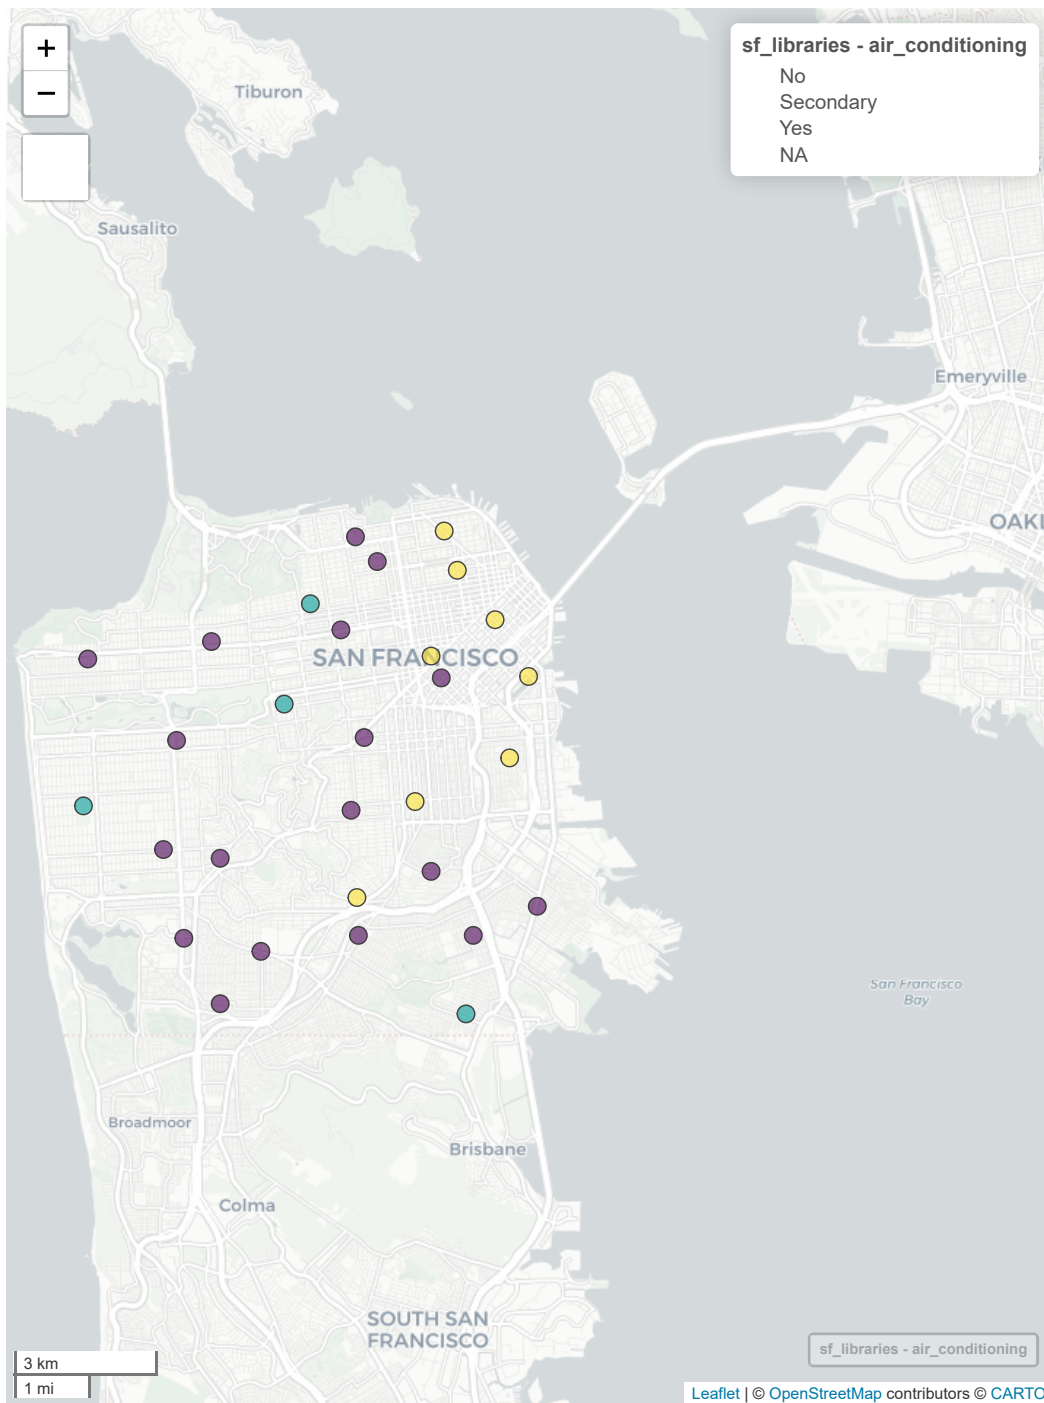 +
−
sf_libraries - air_conditioning
No
Secondary
Yes
NA
Tiburon
Sausalito
Emeryville
OAKL
SAN FRANCISCO
San Francisco
Bay
Broadmoor
Brisbane
Colma
SOUTH SAN
FRANCISCO
3 km
1 mi
sf_libraries - air_conditioning
Leaflet | © OpenStreetMap contributors © CARTO